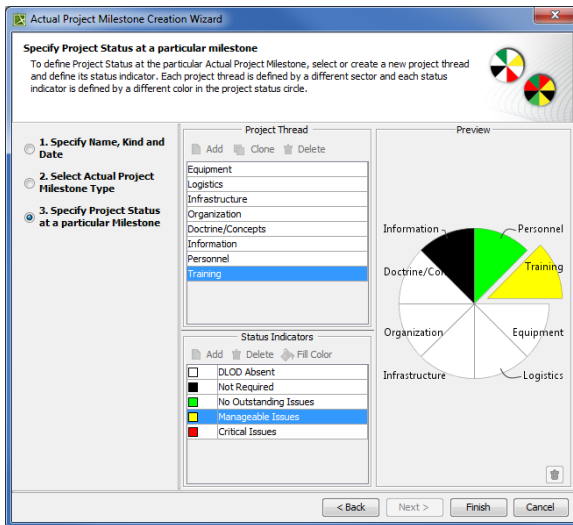 Actual Project Milestone Creation Wizard
Specify Project Status at a particular milestone
To define Project Status at the particular Actual Project Milestone, select or create a new project thread
and define its status indicator. Each project thread is defined by a different sector and each status
indicator is defined by a different color in the project status circle.
1. Specify Name, Kind and
Date
2. Select Actual Project
Milestone Type
3. Specify Project Status
at a particular Milestone
Project Thread
Add Clone Delete
Equipment
Logistics
Infrastructure
Organization
Doctrine/Concepts
Information
Personnel
Training
Status Indicators
Add Delete Fill Color
DLOD Absent
Not Required
No Outstanding Issues
Manageable Issues
Critical Issues
Preview
Information Personnel
Doctrine/Con Training
Organization Equipment
Infrastructure Logistics
< Back Next > Finish Cancel